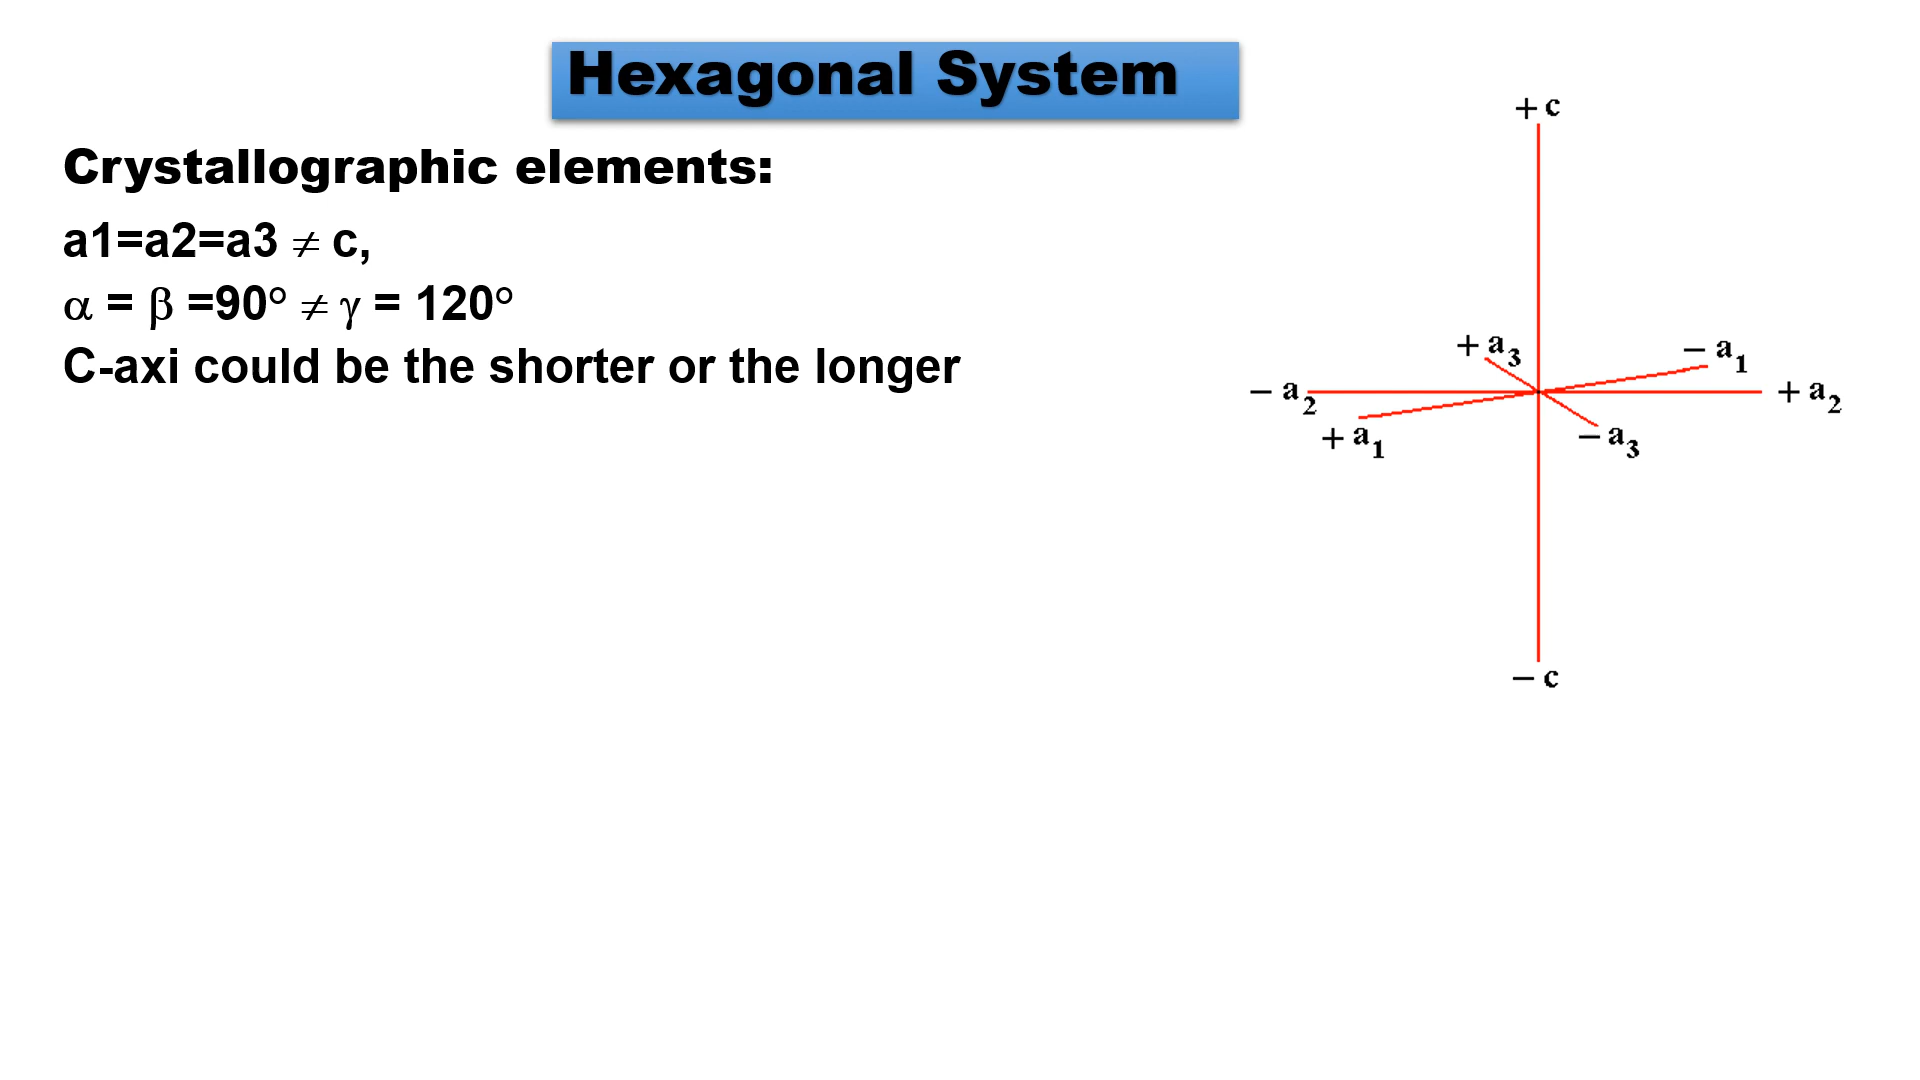 Hexagonal System
Crystallographic elements:
a1=a2=a3 ≠ c,
α = β =90° ≠ γ = 120°
C-axi could be the shorter or the longer
+ c
+ a₃
− a₁
− a₂
+ a₂
+ a₁
− a₃
− c